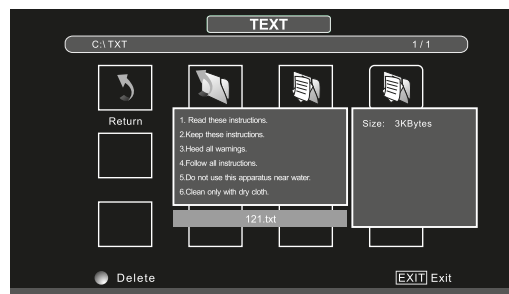 TEXT
C:\ TXT
1 / 1
Return
1. Read these instructions.
2.Keep these instructions.
3.Heed all warnings.
4.Follow all instructions.
5.Do not use this apparatus near water.
6.Clean only with dry cloth.
Size: 3KBytes
121.txt
Delete
EXIT Exit